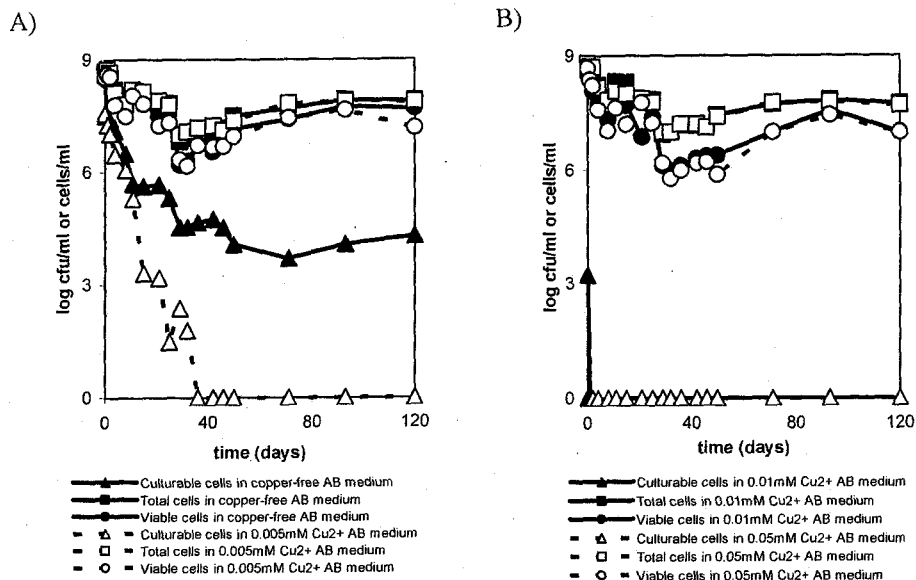 A)
B)
9
6
3
0
0
40
80
120
log cfu/ml or cells/ml
time (days)
Culturable cells in copper-free AB medium
Total cells in copper-free AB medium
Viable cells in copper-free AB medium
Culturable cells in 0.005mM Cu2+ AB medium
Total cells in 0.005mM Cu2+ AB medium
Viable cells in 0.005mM Cu2+ AB medium
9
6
3
0
0
40
80
120
log cfu/ml or cells/ml
time (days)
Culturable cells in 0.01mM Cu2+ AB medium
Total cells in 0.01mM Cu2+ AB medium
Viable cells in 0.01mM Cu2+ AB medium
Culturable cells in 0.05mM Cu2+ AB medium
Total cells in 0.05mM Cu2+ AB medium
Viable cells in 0.05mM Cu2+ AB medium